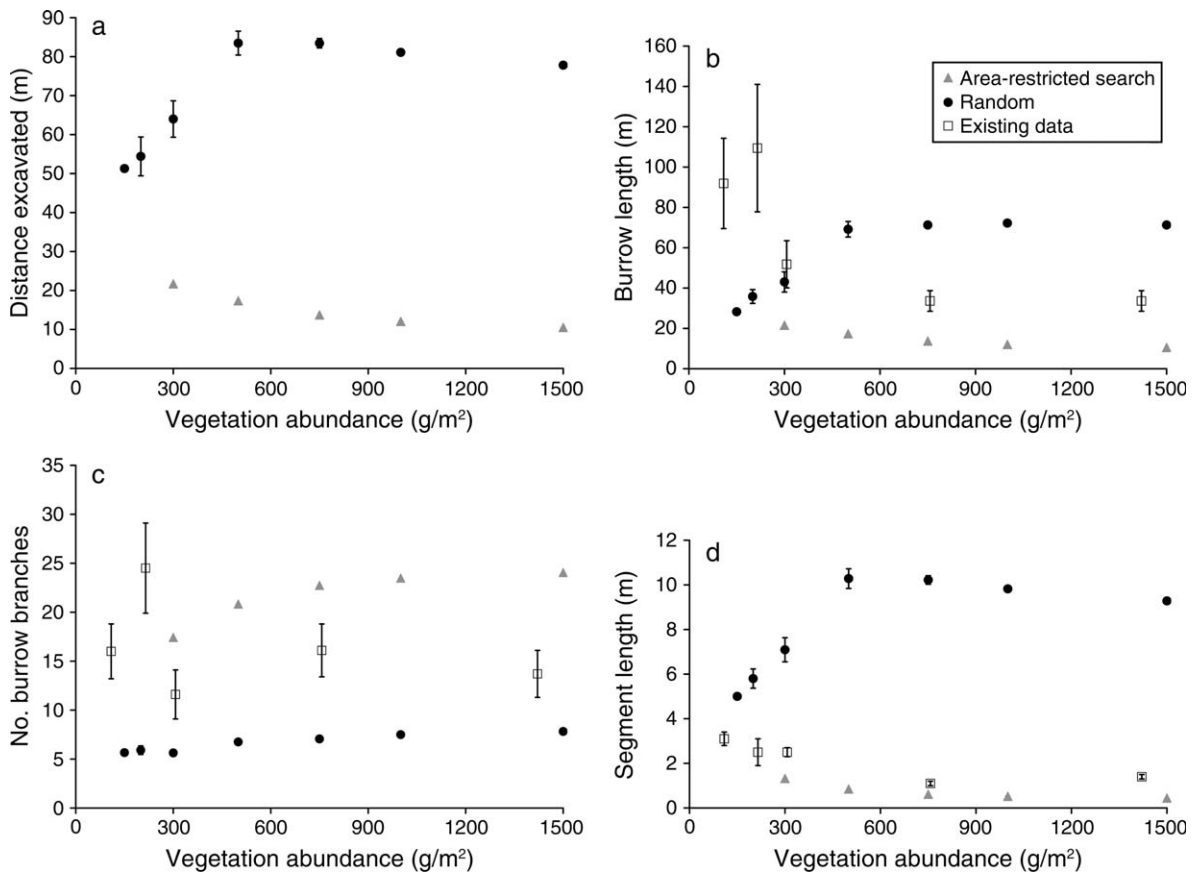 a
Distance excavated (m)
90
80
70
60
50
40
30
20
10
0
0 300 600 900 1200 1500
Vegetation abundance (g/m²)
b
Burrow length (m)
160
140
120
100
80
60
40
20
0
0 300 600 900 1200 1500
Vegetation abundance (g/m²)
Area-restricted search
Random
Existing data
c
No. burrow branches
35
30
25
20
15
10
5
0
0 300 600 900 1200 1500
Vegetation abundance (g/m²)
d
Segment length (m)
12
10
8
6
4
2
0
0 300 600 900 1200 1500
Vegetation abundance (g/m²)